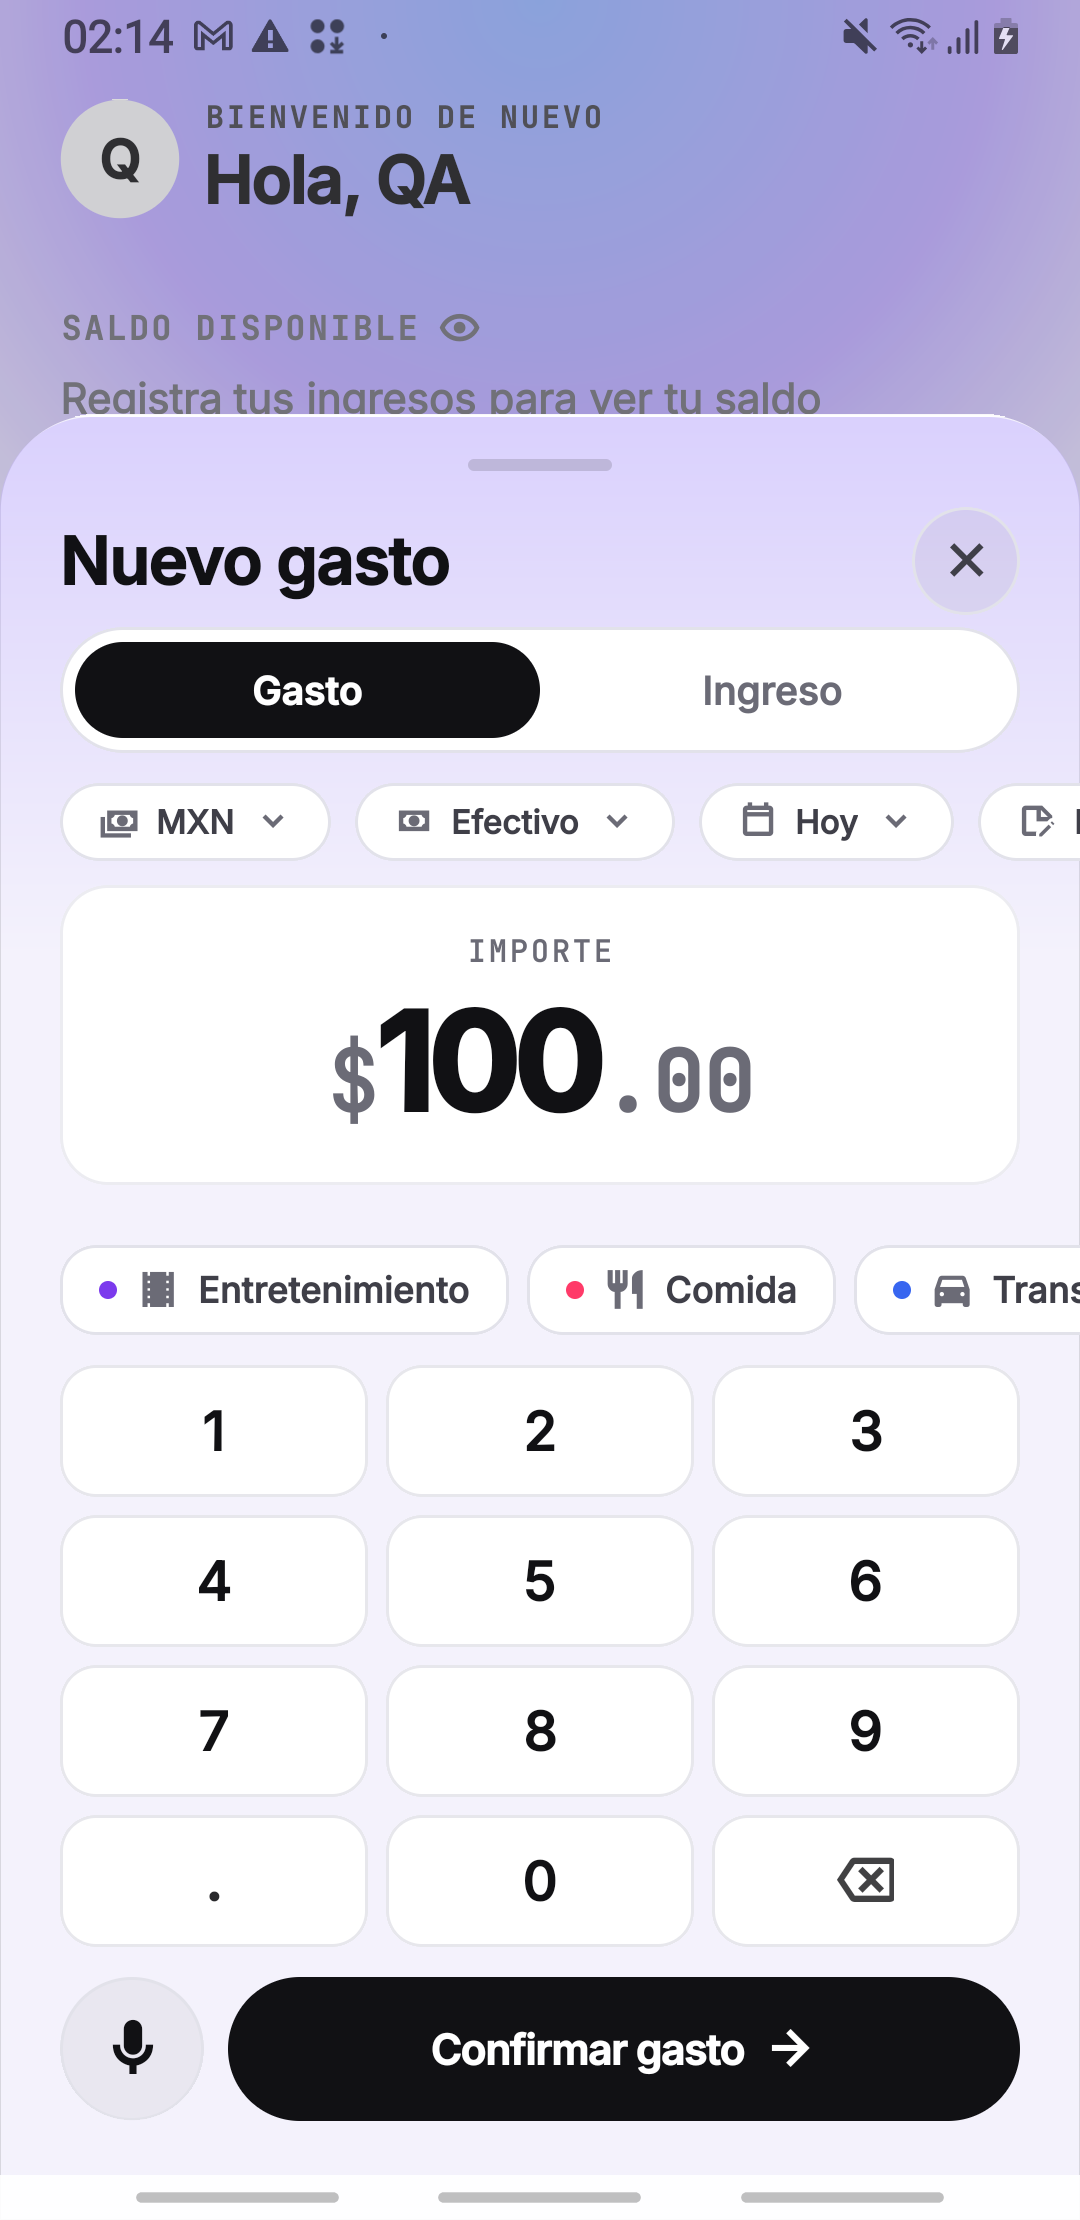 02:14
BIENVENIDO DE NUEVO
Q
Hola, QA
SALDO DISPONIBLE
Registra tus ingresos para ver tu saldo
Nuevo gasto
Gasto Ingreso
MXN Efectivo Hoy
IMPORTE
$100.00
Entretenimiento Comida Trans
1 2 3
4 5 6
7 8 9
. 0
Confirmar gasto →